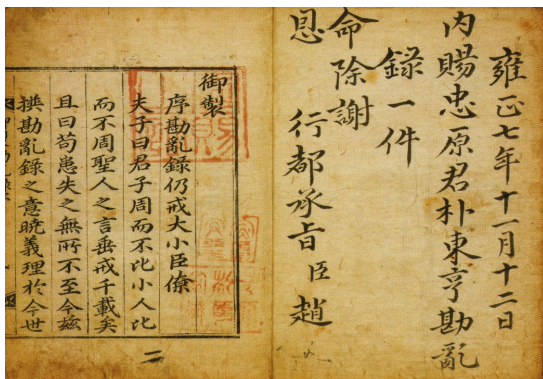 雍正七年十一月十二日
内賜忠原君朴東亨勘亂
錄一件
命除謝
恩
行都承旨臣趙
御製
序勘亂錄仍戒大小臣僚
夫子曰君子周而不比小人比
而不周聖人之言垂戒千載矣
且曰苟患失之無所不至今玆
撰勘亂錄之意曉義理於今世
二